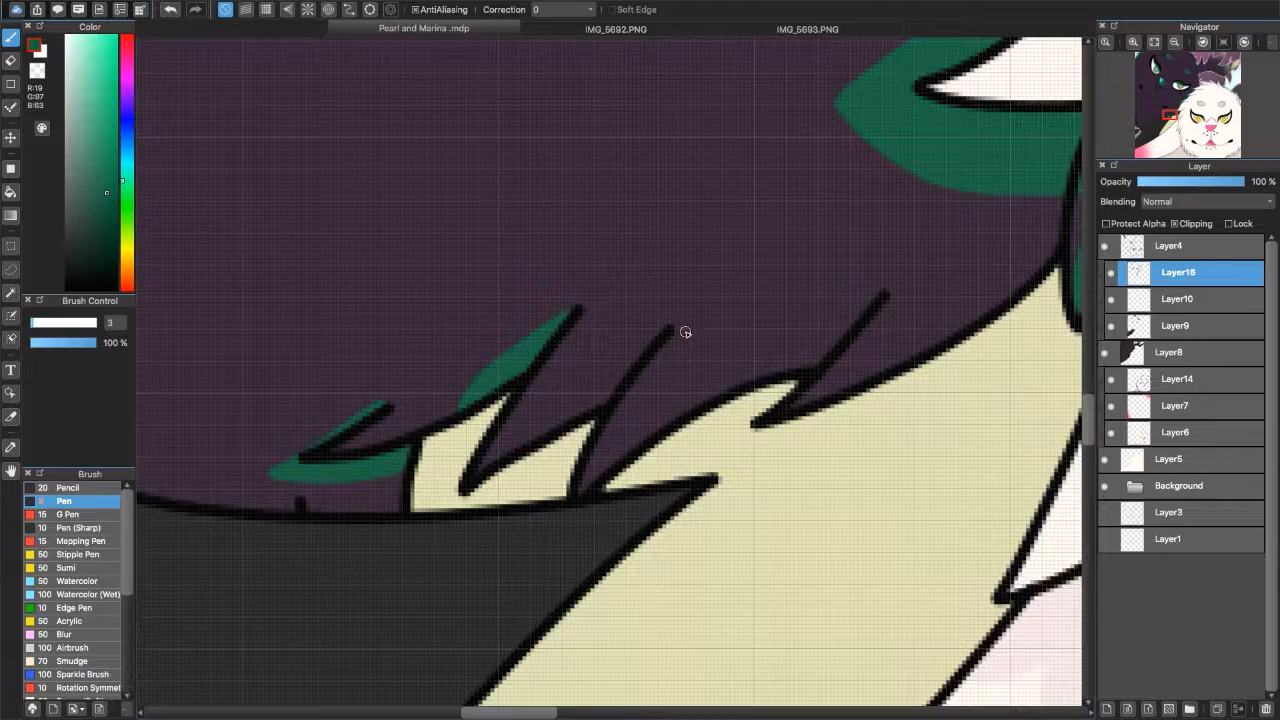 AntiAliasing
Correction
0
Soft Edge
Pearl and Marina .mdp
IMG_5692.PNG
IMG_5693.PNG
Color
R:19
G:97
B:63
Brush Control
3
100 %
Brush
20 Pencil
3 Pen
15 G Pen
10 Pen (Sharp)
15 Mapping Pen
50 Stipple Pen
50 Sumi
50 Watercolor
100 Watercolor (Wet)
10 Edge Pen
50 Acrylic
50 Blur
100 Airbrush
70 Smudge
100 Sparkle Brush
10 Rotation Symmet
Navigator
Layer
Opacity
100 %
Blending
Normal
Protect Alpha
Clipping
Lock
Layer4
Layer15
Layer10
Layer9
Layer8
Layer14
Layer7
Layer6
Layer5
Background
Layer3
Layer1